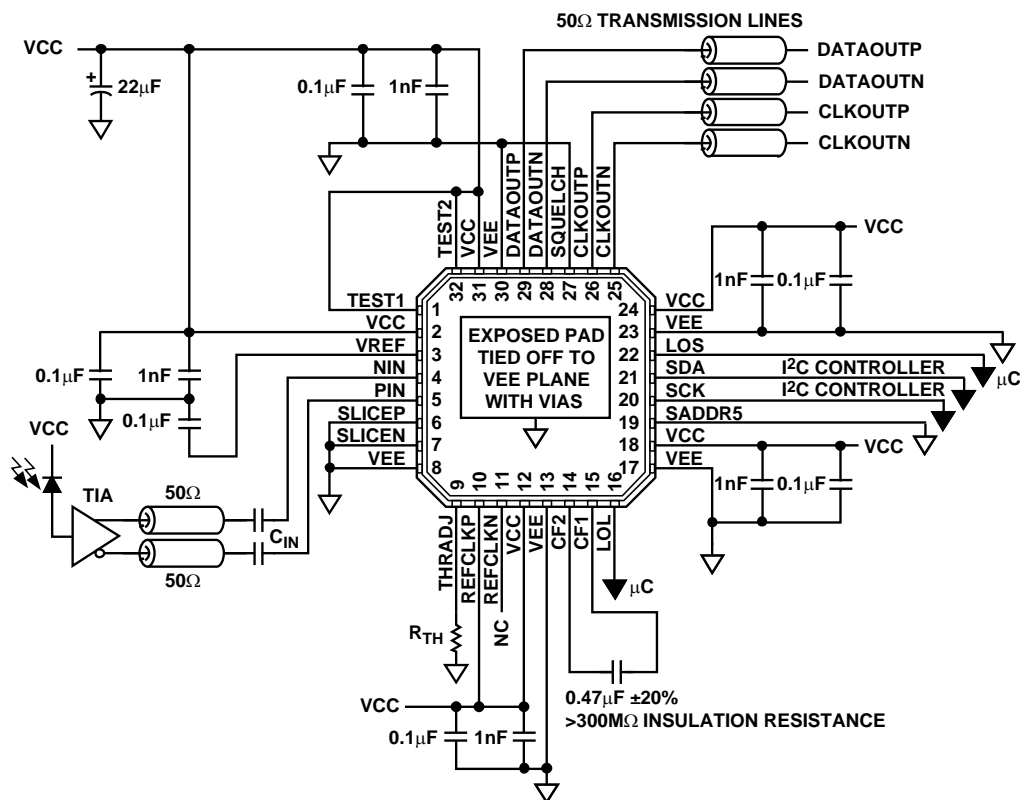 50Ω TRANSMISSION LINES
VCC
DATAOUTP
DATAOUTN
CLKOUTP
CLKOUTN
+
22µF
0.1µF
1nF
TEST2
VCC
VEE
DATAOUTP
DATAOUTN
SQUELCH
CLKOUTP
CLKOUTN
32
31
30
29
28
27
26
25
TEST1
VCC
VREF
NIN
PIN
SLICEP
SLICEN
VEE
1
2
3
4
5
6
7
8
EXPOSED PAD
TIED OFF TO
VEE PLANE
WITH VIAS
24
23
22
21
20
19
18
17
VCC
VEE
LOS
SDA
SCK
SADDR5
VCC
VEE
VCC
1nF
0.1µF
I²C CONTROLLER
I²C CONTROLLER
µC
VCC
1nF
0.1µF
0.1µF
1nF
0.1µF
VCC
TIA
50Ω
CIN
50Ω
9
10
11
12
13
14
15
16
THRADJ
REFCLKP
REFCLKN
VCC
VEE
CF2
CF1
LOL
RTH
NC
µC
VCC
0.1µF
1nF
0.47µF ±20%
>300MΩ INSULATION RESISTANCE